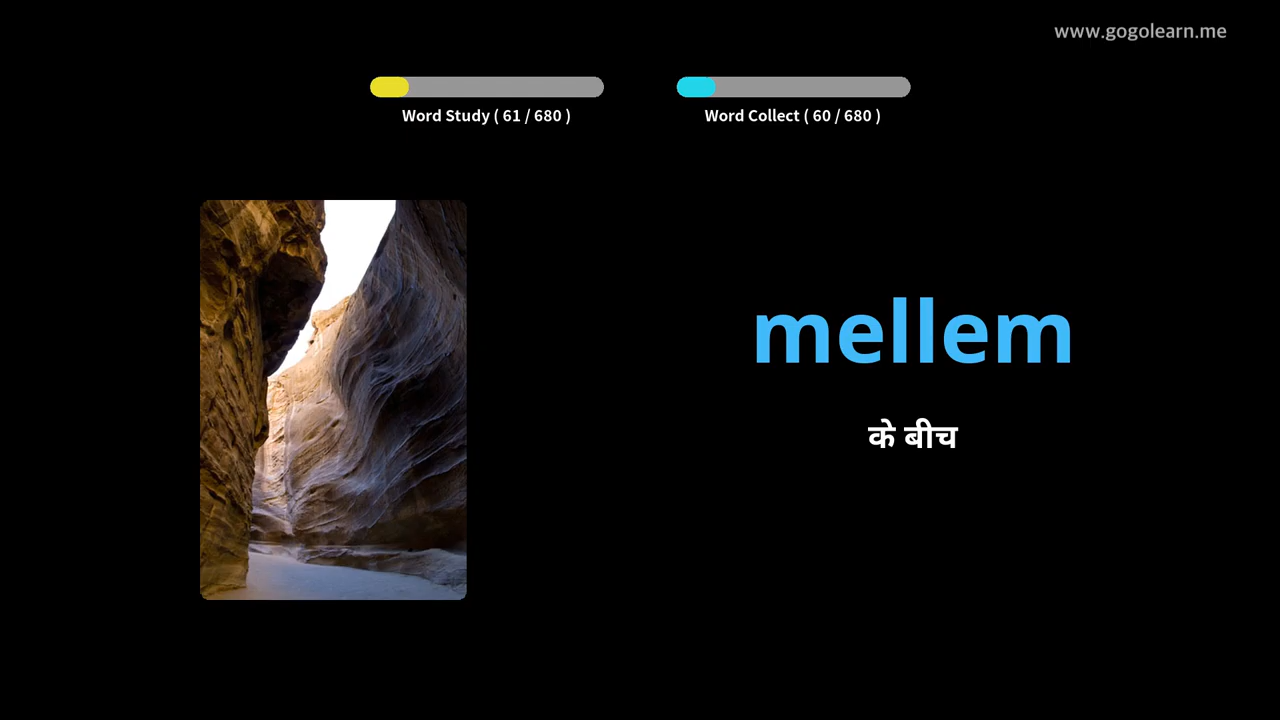 www.gogolearn.me
Word Study ( 61 / 680 )
Word Collect ( 60 / 680 )
mellem
के बीच